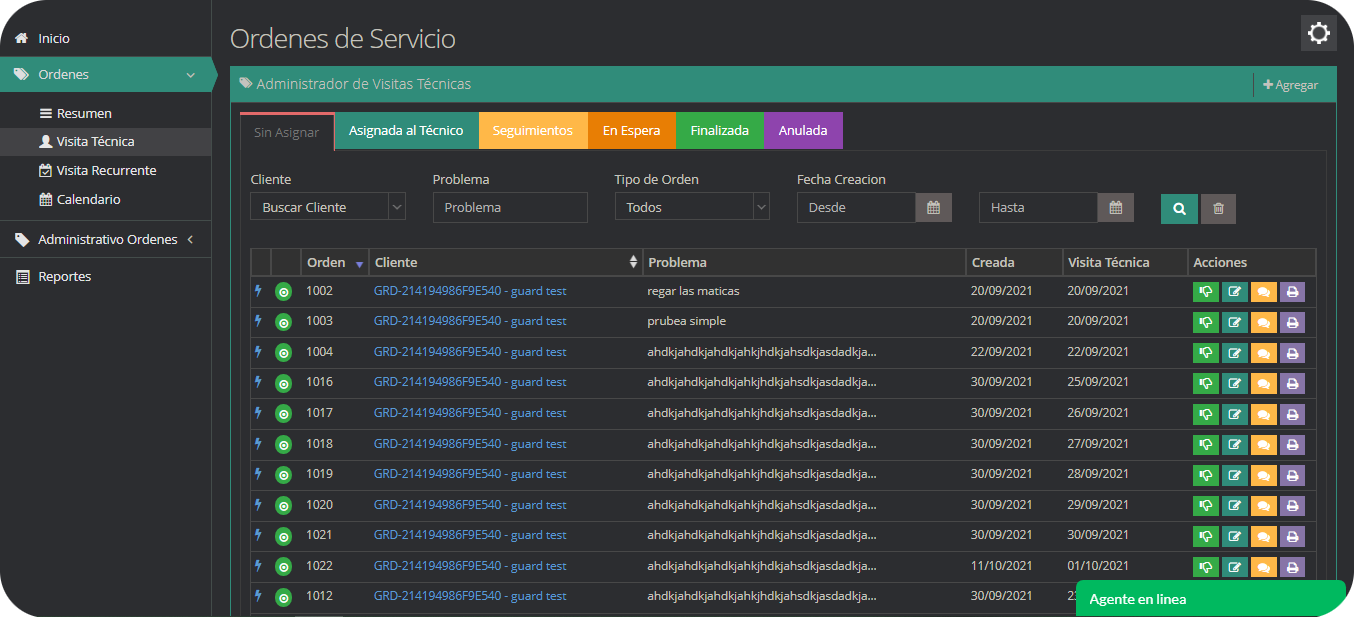 Inicio
Ordenes
Resumen
Visita Técnica
Visita Recurrente
Calendario
Administrativo Ordenes
Reportes
Ordenes de Servicio
Administrador de Visitas Técnicas
Agregar
Sin Asignar Asignada al Técnico Seguimientos En Espera Finalizada Anulada
Cliente Problema Tipo de Orden Fecha Creacion
Buscar Cliente Problema Todos Desde Hasta
Orden Cliente Problema Creada Visita Técnica Acciones
1002 GRD-214194986F9E540 - guard test regar las maticas 20/09/2021 20/09/2021
1003 GRD-214194986F9E540 - guard test prubea simple 20/09/2021 20/09/2021
1004 GRD-214194986F9E540 - guard test ahdkjahdkjahdkjahkjhdkjahsdkjasdadkja... 22/09/2021 22/09/2021
1016 GRD-214194986F9E540 - guard test ahdkjahdkjahdkjahkjhdkjahsdkjasdadkja... 30/09/2021 25/09/2021
1017 GRD-214194986F9E540 - guard test ahdkjahdkjahdkjahkjhdkjahsdkjasdadkja... 30/09/2021 26/09/2021
1018 GRD-214194986F9E540 - guard test ahdkjahdkjahdkjahkjhdkjahsdkjasdadkja... 30/09/2021 27/09/2021
1019 GRD-214194986F9E540 - guard test ahdkjahdkjahdkjahkjhdkjahsdkjasdadkja... 30/09/2021 28/09/2021
1020 GRD-214194986F9E540 - guard test ahdkjahdkjahdkjahkjhdkjahsdkjasdadkja... 30/09/2021 29/09/2021
1021 GRD-214194986F9E540 - guard test ahdkjahdkjahdkjahkjhdkjahsdkjasdadkja... 30/09/2021 30/09/2021
1022 GRD-214194986F9E540 - guard test ahdkjahdkjahdkjahkjhdkjahsdkjasdadkja... 11/10/2021 01/10/2021
1012 GRD-214194986F9E540 - guard test ahdkjahdkjahdkjahkjhdkjahsdkjasdadkja... 30/09/2021
Agente en linea